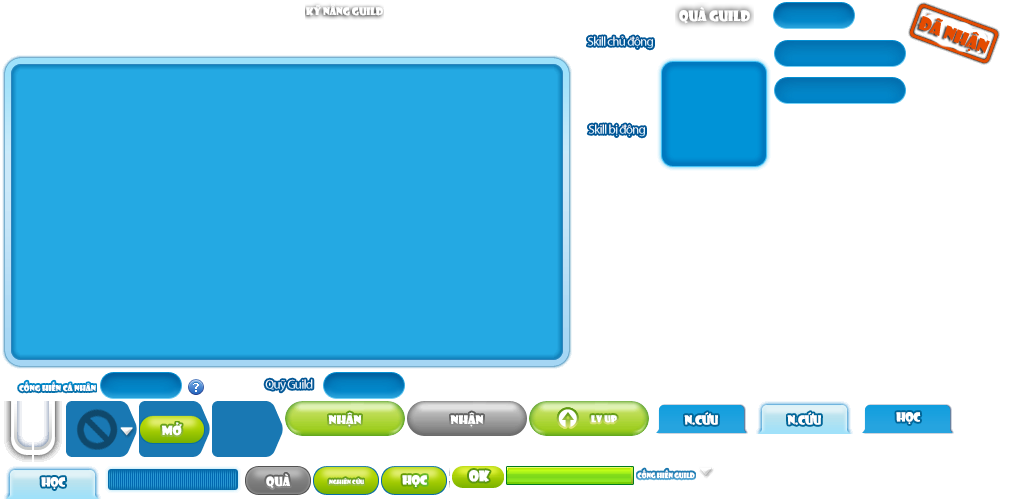 KỸ NĂNG GUILD
QUÀ GUILD
ĐÃ NHẬN
Skill chủ động
Skill bị động
CỐNG HIẾN CÁ NHÂN
?
Quỹ Guild
MỞ
NHẬN
NHẬN
LV UP
N.CỨU
N.CỨU
HỌC
HỌC
QUÀ
NGHIÊN CỨU
HỌC
OK
CỐNG HIẾN GUILD